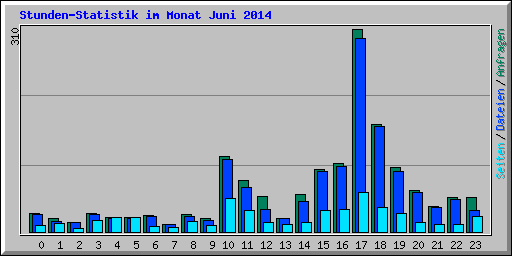 Stunden-Statistik im Monat Juni 2014
310
Seiten/Dateien/Anfragen
0 1 2 3 4 5 6 7 8 9 10 11 12 13 14 15 16 17 18 19 20 21 22 23